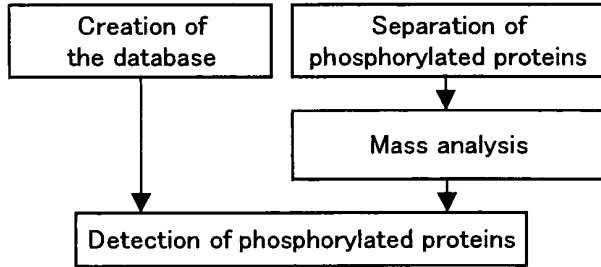 Creation of
the database
Separation of
phosphorylated proteins
Mass analysis
Detection of phosphorylated proteins